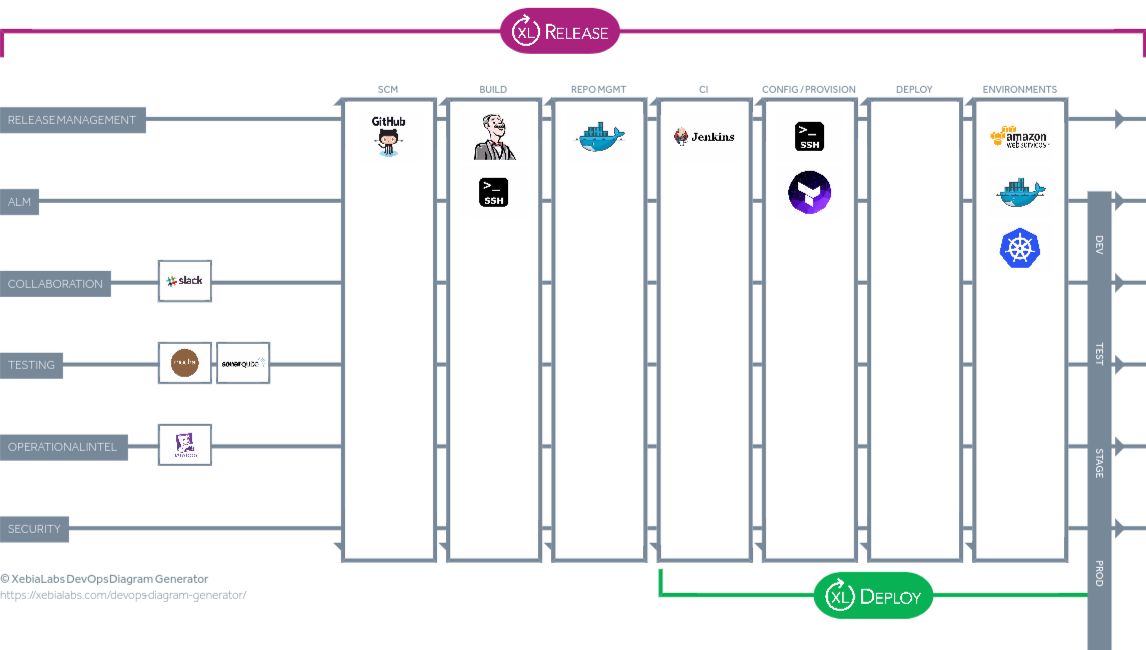 XL RELEASE
SCM
BUILD
REPO MGMT
CI
CONFIG / PROVISION
DEPLOY
ENVIRONMENTS
RELEASE MANAGEMENT
GitHub
>_
SSH
Jenkins
>_
SSH
amazon
web services
ALM
DEV
COLLABORATION
slack
TESTING
mocha
sonarqube
TEST
OPERATIONAL INTEL
DATADOG
STAGE
SECURITY
PROD
© XebiaLabs DevOps Diagram Generator
https://xebialabs.com/devops-diagram-generator/
XL DEPLOY